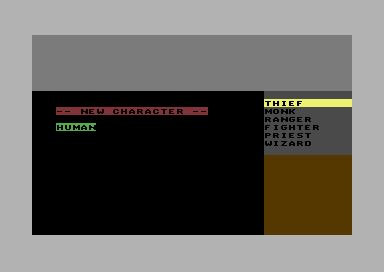 -- NEW CHARACTER --
HUMAN
THIEF
MONK
RANGER
FIGHTER
PRIEST
WIZARD